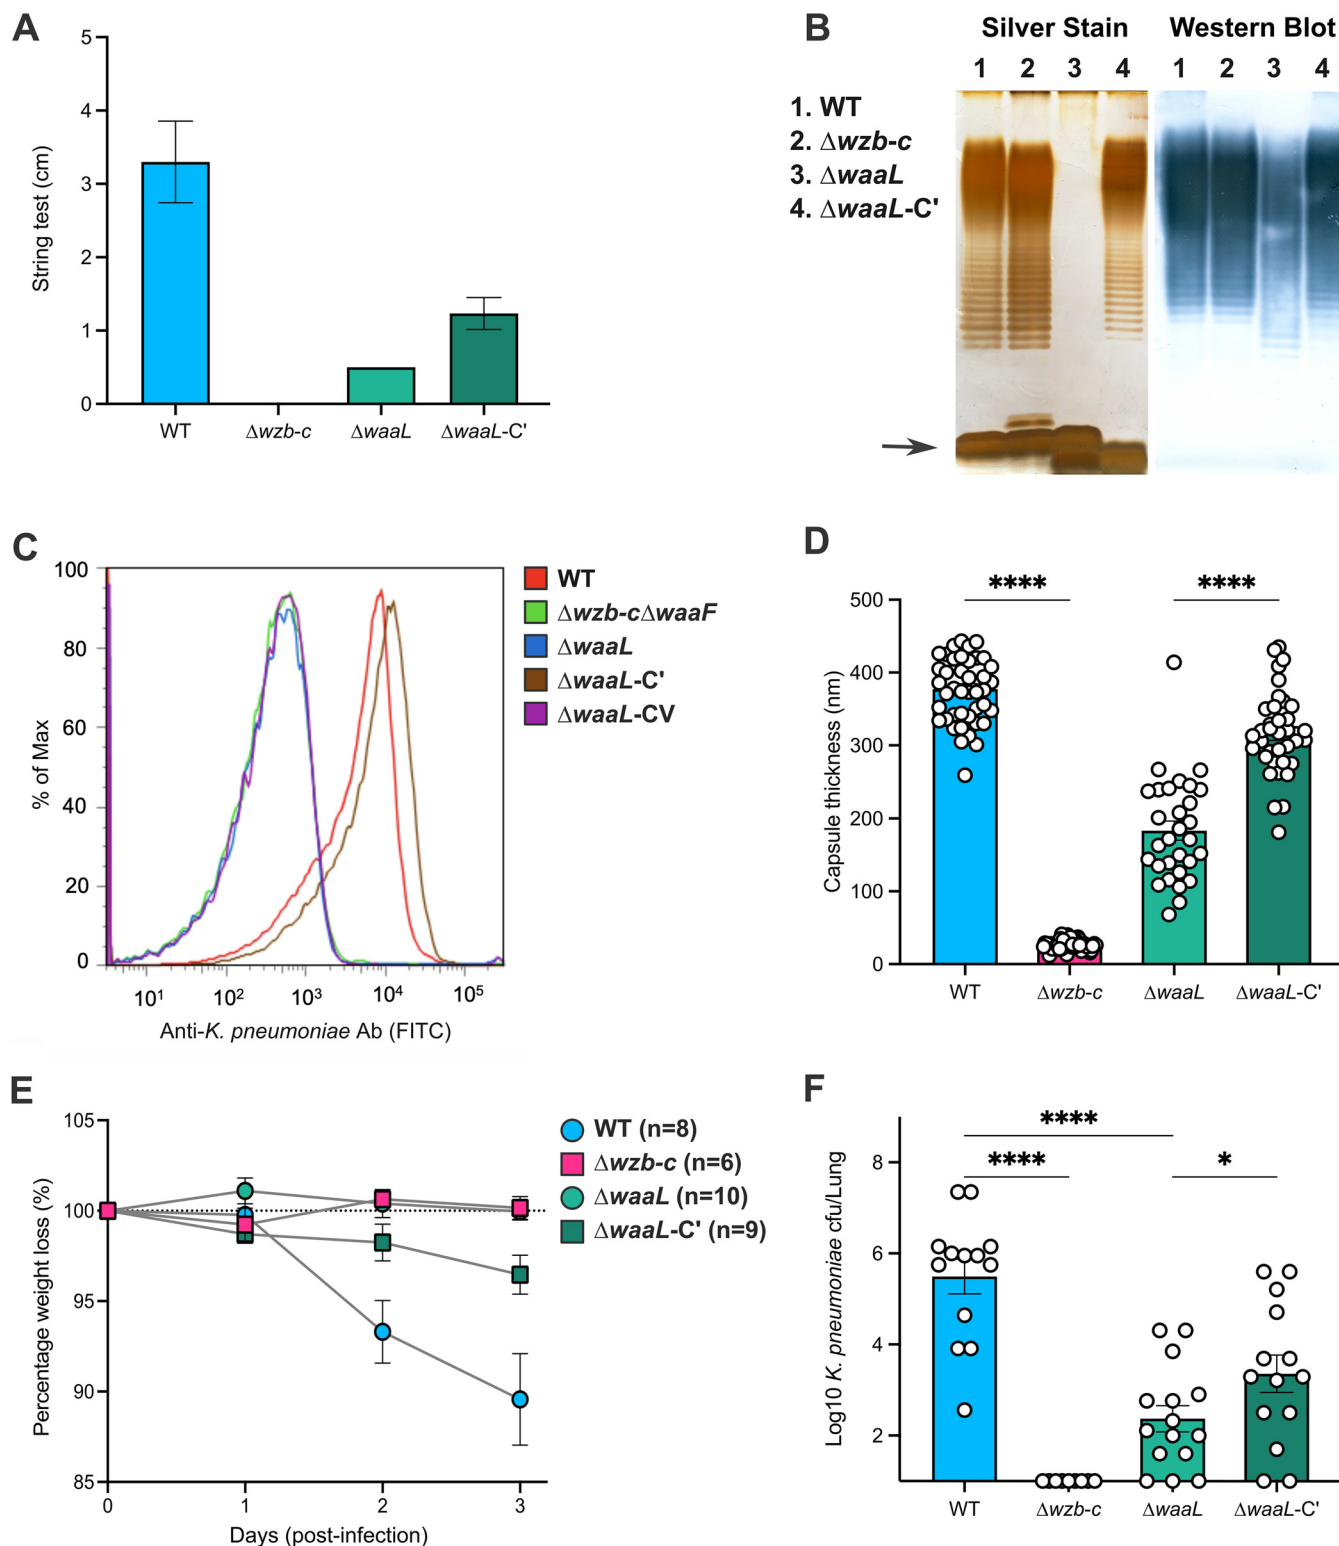 A
5
4
3
2
1
0
String test (cm)
WT
Δwzb-c
ΔwaaL
ΔwaaL-C'
B
Silver Stain
Western Blot
1 2 3 4
1 2 3 4
1. WT
2. Δwzb-c
3. ΔwaaL
4. ΔwaaL-C'
C
100
80
60
40
20
0
% of Max
10¹
10²
10³
10⁴
10⁵
Anti-K. pneumoniae Ab (FITC)
WT
Δwzb-cΔwaaF
ΔwaaL
ΔwaaL-C'
ΔwaaL-CV
D
****
****
500
400
300
200
100
0
Capsule thickness (nm)
WT
Δwzb-c
ΔwaaL
ΔwaaL-C'
E
105
100
95
90
85
Percentage weight loss (%)
0
1
2
3
Days (post-infection)
WT (n=8)
Δwzb-c (n=6)
ΔwaaL (n=10)
ΔwaaL-C' (n=9)
F
****
****
*
8
6
4
2
Log10 K. pneumoniae cfu/Lung
WT
Δwzb-c
ΔwaaL
ΔwaaL-C'